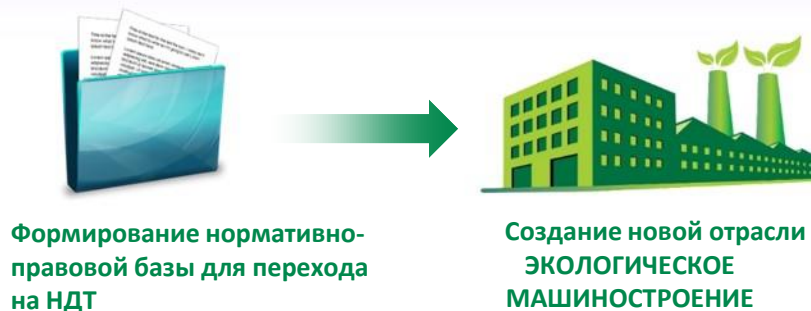 Формирование нормативно-
правовой базы для перехода
на НДТ
Создание новой отрасли
ЭКОЛОГИЧЕСКОЕ
МАШИНОСТРОЕНИЕ